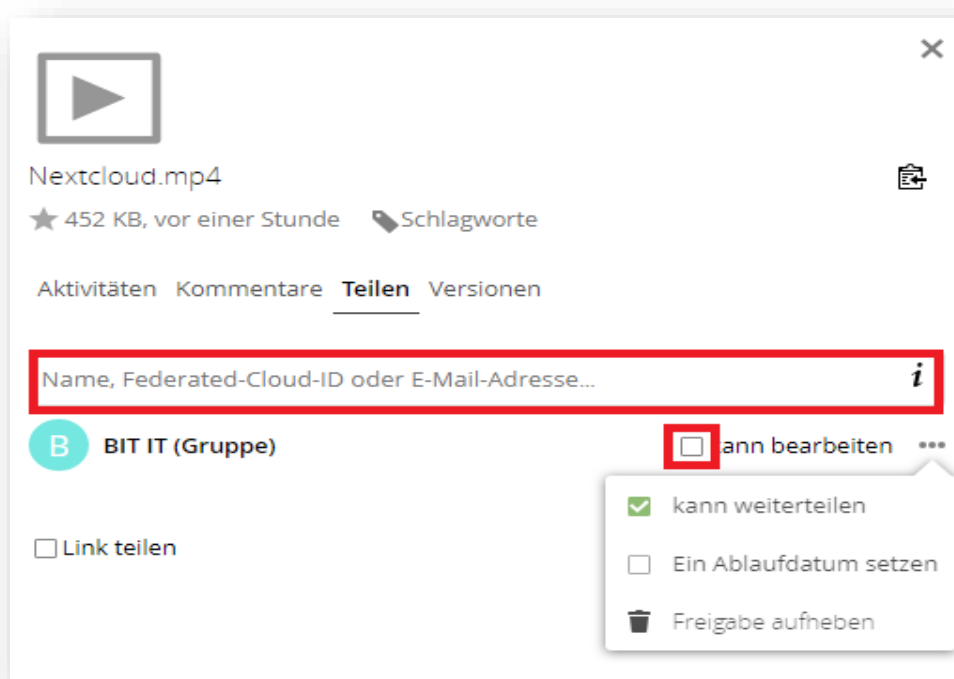 Nextcloud.mp4
452 KB, vor einer Stunde Schlagworte
Aktivitäten Kommentare Teilen Versionen
Name, Federated-Cloud-ID oder E-Mail-Adresse... i
B BIT IT (Gruppe) kann bearbeiten
kann weiterteilen
Link teilen
Ein Ablaufdatum setzen
Freigabe aufheben